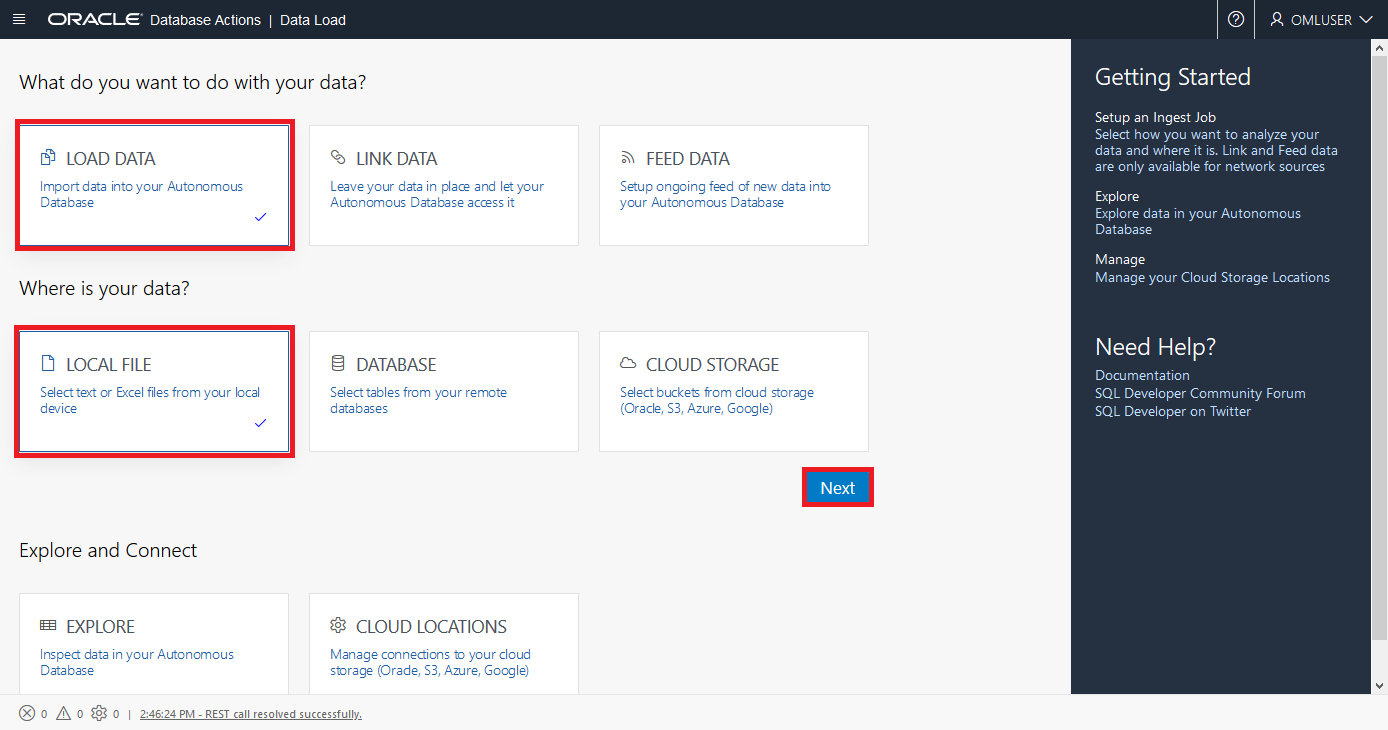 ORACLE Database Actions | Data Load
OMLUSER
What do you want to do with your data?
LOAD DATA
Import data into your Autonomous
Database
LINK DATA
Leave your data in place and let your
Autonomous Database access it
FEED DATA
Setup ongoing feed of new data into
your Autonomous Database
Where is your data?
LOCAL FILE
Select text or Excel files from your local
device
DATABASE
Select tables from your remote
databases
CLOUD STORAGE
Select buckets from cloud storage
(Oracle, S3, Azure, Google)
Next
Explore and Connect
EXPLORE
Inspect data in your Autonomous
Database
CLOUD LOCATIONS
Manage connections to your cloud
storage (Oracle, S3, Azure, Google)
Getting Started
Setup an Ingest Job
Select how you want to analyze your
data and where it is. Link and Feed data
are only available for network sources
Explore
Explore data in your Autonomous
Database
Manage
Manage your Cloud Storage Locations
Need Help?
Documentation
SQL Developer Community Forum
SQL Developer on Twitter
0 0 0 | 2:46:24 PM - REST call resolved successfully.